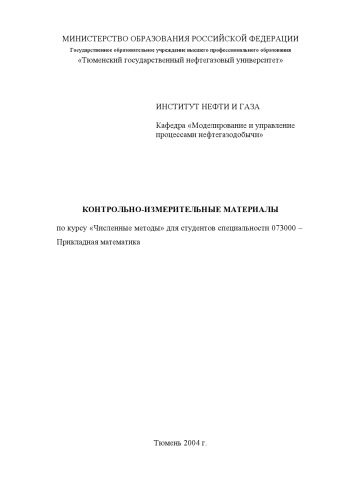 МИНИСТЕРСТВО ОБРАЗОВАНИЯ РОССИЙСКОЙ ФЕДЕРАЦИИ
Государственное образовательное учреждение высшего профессионального образования
«Тюменский государственный нефтегазовый университет»
ИНСТИТУТ НЕФТИ И ГАЗА
Кафедра «Моделирование и управление
процессами нефтегазодобычи»
КОНТРОЛЬНО-ИЗМЕРИТЕЛЬНЫЕ МАТЕРИАЛЫ
по курсу «Численные методы» для студентов специальности 073000 –
Прикладная математика
Тюмень 2004 г.